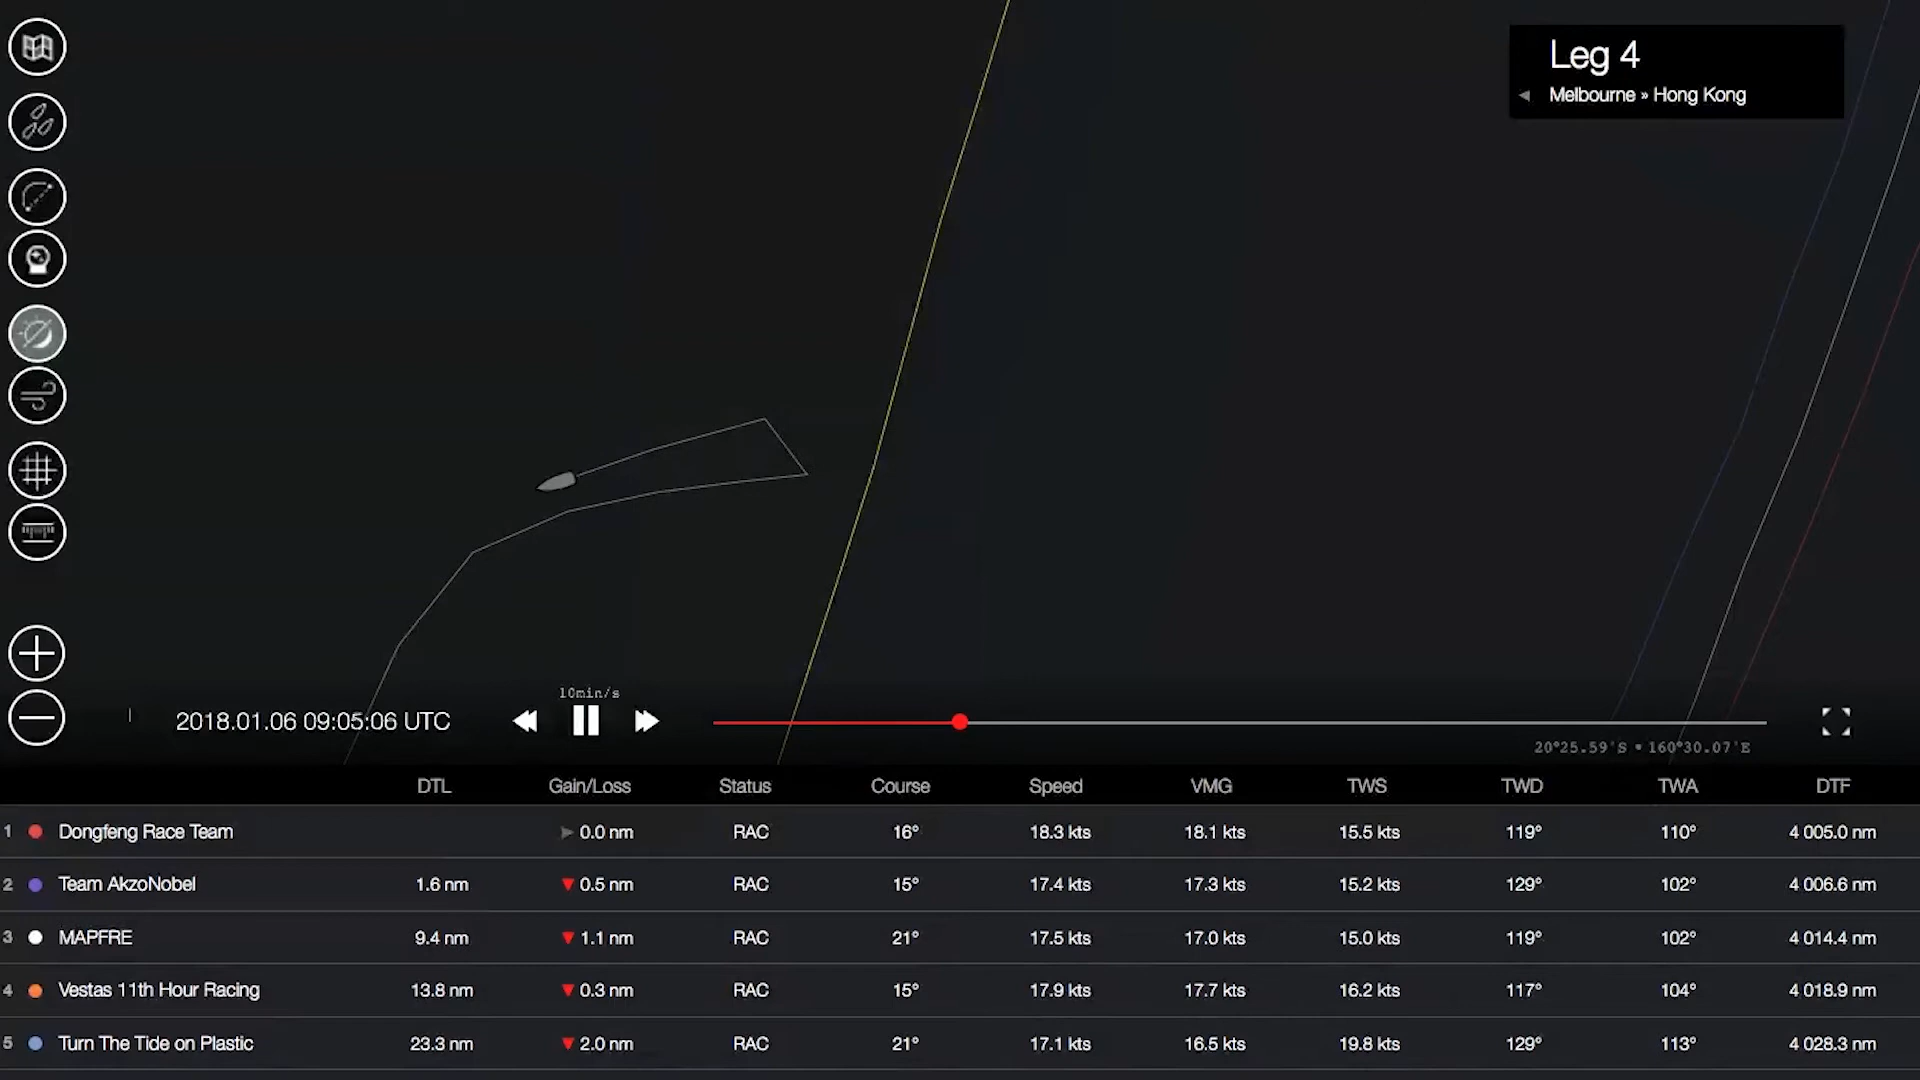 Leg 4
Melbourne » Hong Kong
10min/s
2018.01.06 09:05:06 UTC
20°25.59'S • 160°30.07'E
DTL Gain/Loss Status Course Speed VMG TWS TWD TWA DTF
1 Dongfeng Race Team 0.0 nm RAC 16° 18.3 kts 18.1 kts 15.5 kts 119° 110° 4 005.0 nm
2 Team AkzoNobel 1.6 nm 0.5 nm RAC 15° 17.4 kts 17.3 kts 15.2 kts 129° 102° 4 006.6 nm
3 MAPFRE 9.4 nm 1.1 nm RAC 21° 17.5 kts 17.0 kts 15.0 kts 119° 102° 4 014.4 nm
4 Vestas 11th Hour Racing 13.8 nm 0.3 nm RAC 15° 17.9 kts 17.7 kts 16.2 kts 117° 104° 4 018.9 nm
5 Turn The Tide on Plastic 23.3 nm 2.0 nm RAC 21° 17.1 kts 16.5 kts 19.8 kts 129° 113° 4 028.3 nm